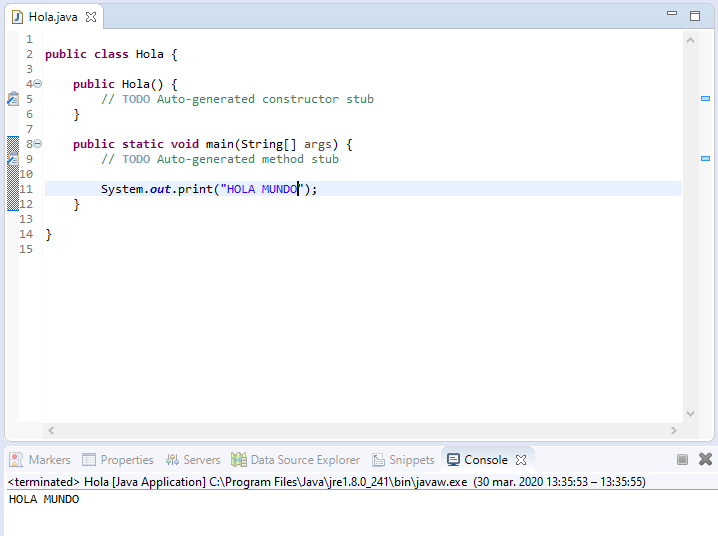 Hola.java
1
2 public class Hola {
3
4 public Hola() {
5 // TODO Auto-generated constructor stub
6 }
7
8 public static void main(String[] args) {
9 // TODO Auto-generated method stub
10
11 System.out.print("HOLA MUNDO");
12 }
13
14 }
15
Markers Properties Servers Data Source Explorer Snippets Console
<terminated> Hola [Java Application] C:\Program Files\Java\jre1.8.0_241\bin\javaw.exe (30 mar. 2020 13:35:53 – 13:35:55)
HOLA MUNDO